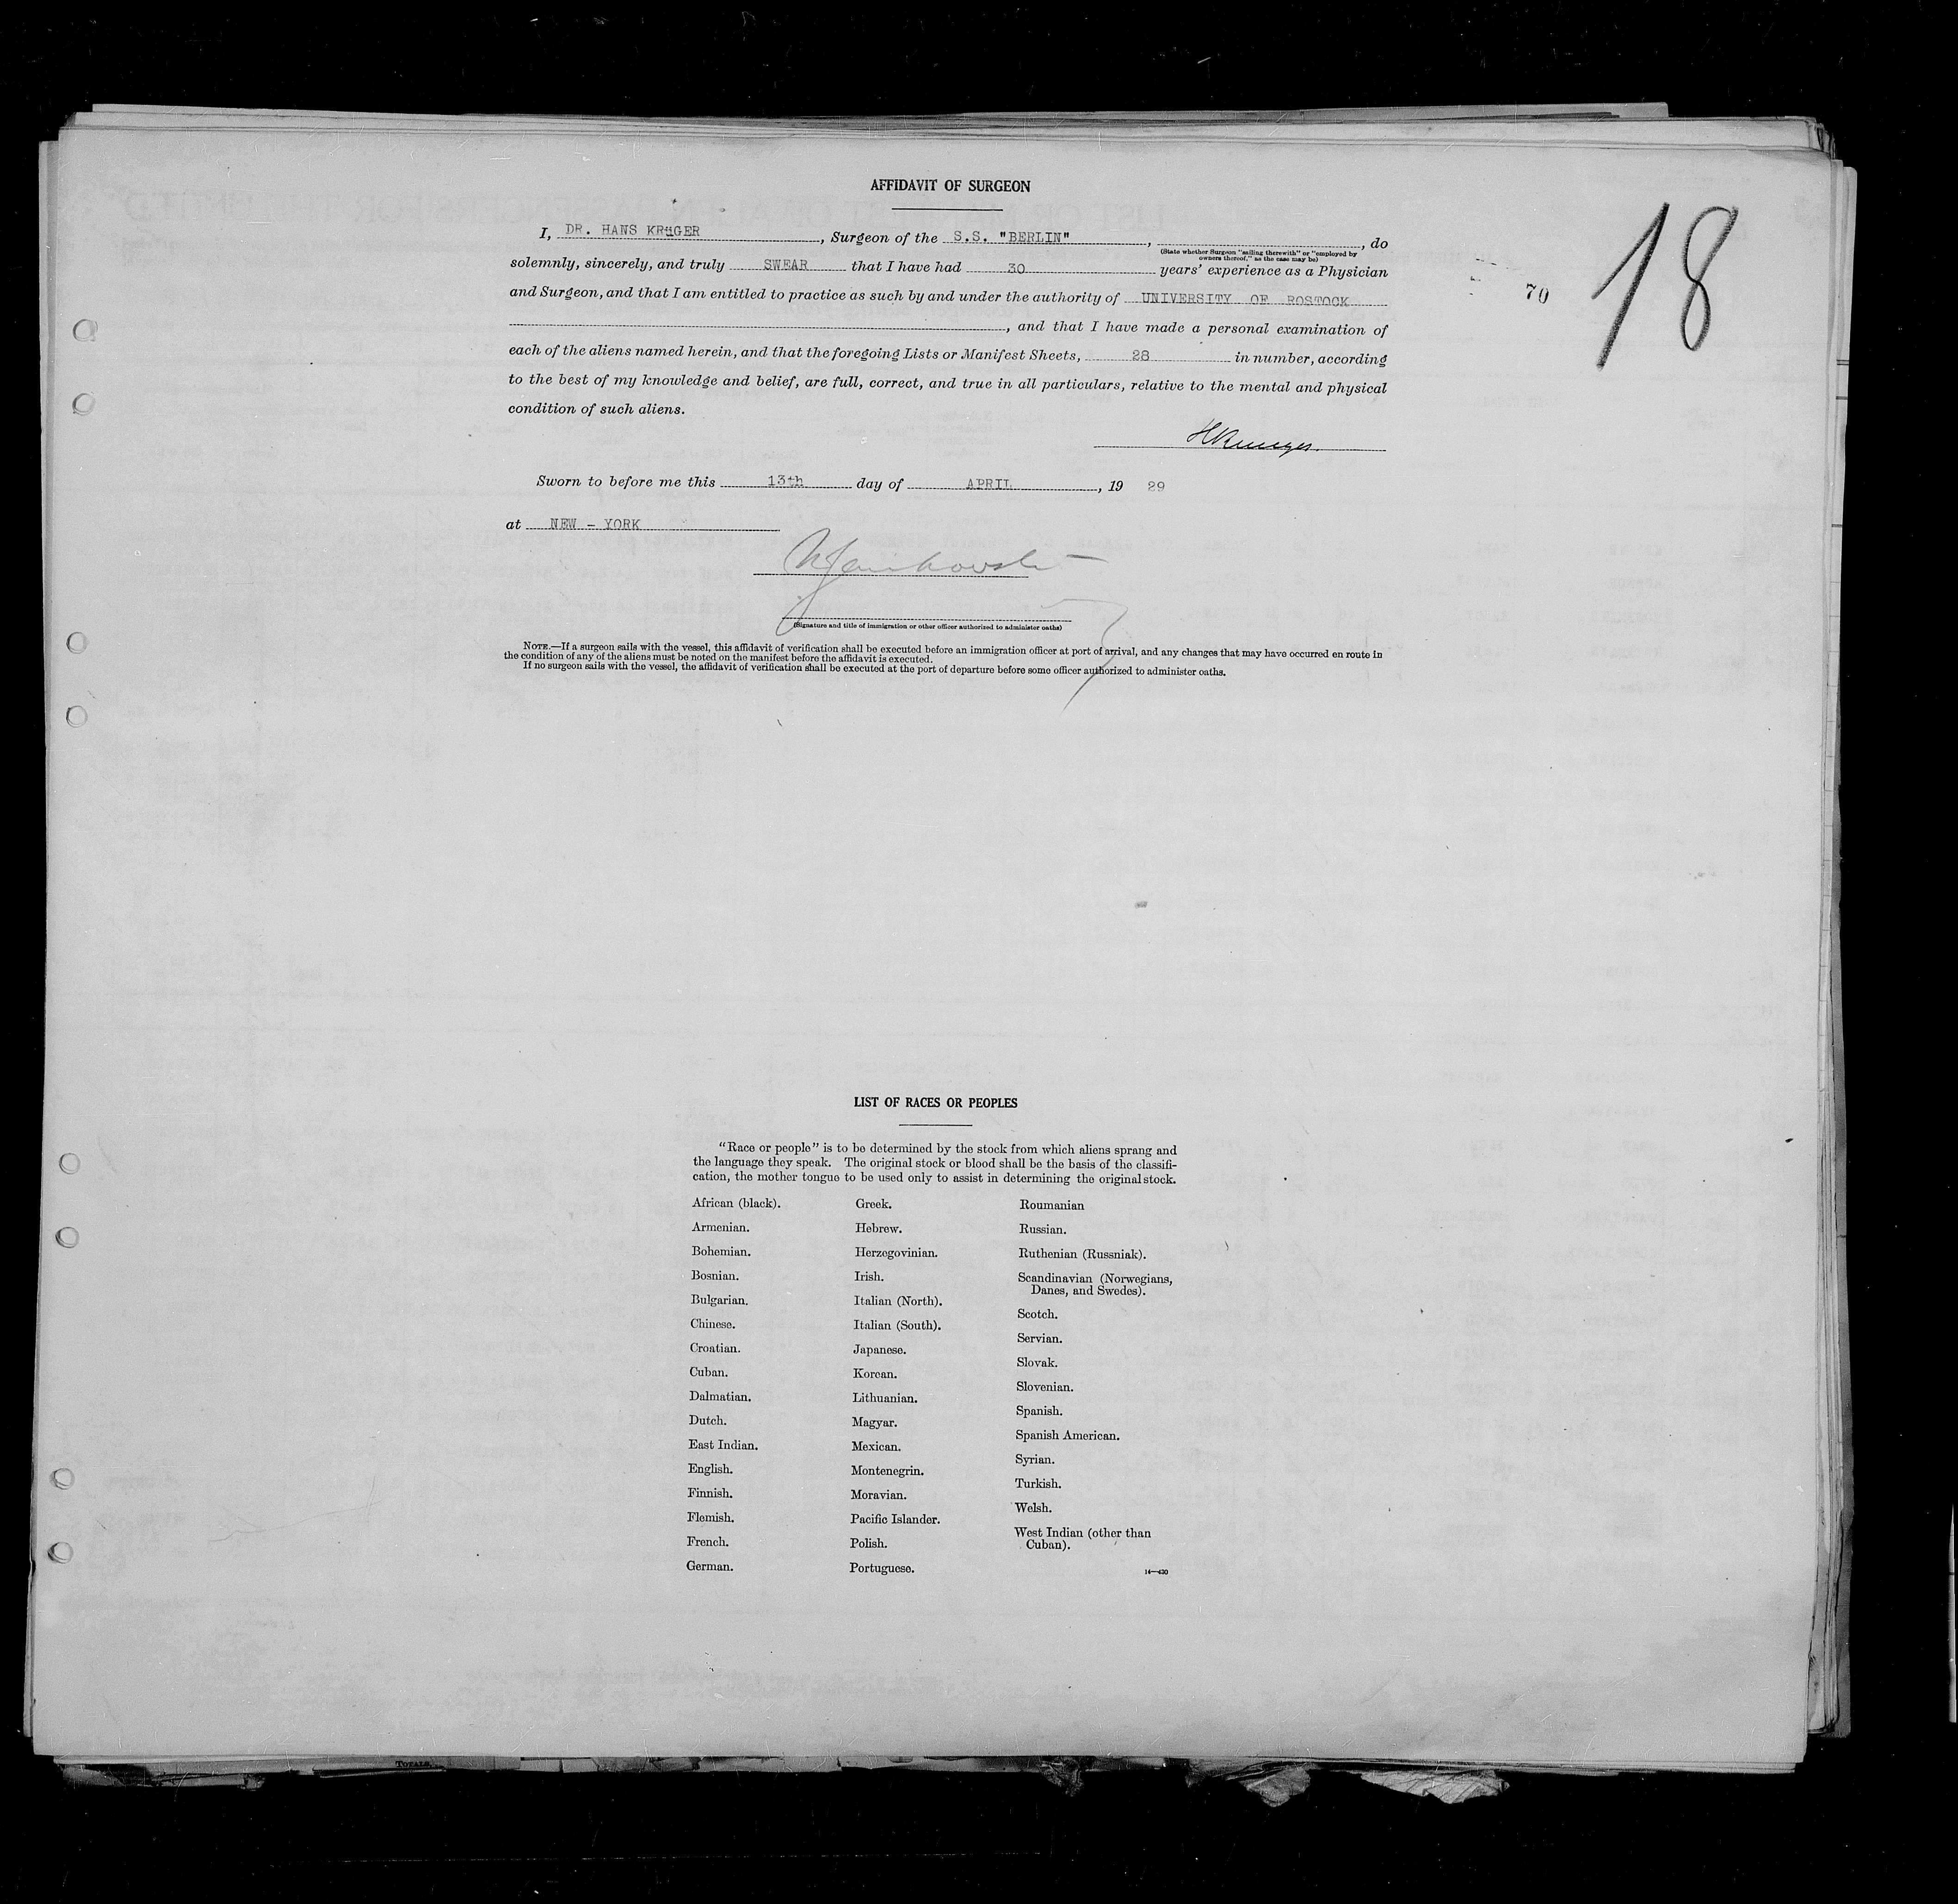 AFFIDAVIT OF SURGEON
I, DR. HANS KRüGER, Surgeon of the S.S. "BERLIN", , do
(State whether Surgeon "sailing therewith" or "employed by
owners thereof," as the case may be)
solemnly, sincerely, and truly SWEAR that I have had 30 years' experience as a Physician
and Surgeon, and that I am entitled to practice as such by and under the authority of UNIVERSITY OF ROSTOCK
, and that I have made a personal examination of
each of the aliens named herein, and that the foregoing Lists or Manifest Sheets, 28 in number, according
to the best of my knowledge and belief, are full, correct, and true in all particulars, relative to the mental and physical
condition of such aliens.
70
18
HKrueger.
Sworn to before me this 13th day of APRIL, 19 29
at NEW - YORK
(Signature and title of immigration or other officer authorized to administer oaths)
NOTE.—If a surgeon sails with the vessel, this affidavit of verification shall be executed before an immigration officer at port of arrival, and any changes that may have occurred en route in
the condition of any of the aliens must be noted on the manifest before the affidavit is executed.
If no surgeon sails with the vessel, the affidavit of verification shall be executed at the port of departure before some officer authorized to administer oaths.
LIST OF RACES OR PEOPLES
"Race or people" is to be determined by the stock from which aliens sprang and
the language they speak. The original stock or blood shall be the basis of the classifi-
cation, the mother tongue to be used only to assist in determining the original stock.
African (black).
Armenian.
Bohemian.
Bosnian.
Bulgarian.
Chinese.
Croatian.
Cuban.
Dalmatian.
Dutch.
East Indian.
English.
Finnish.
Flemish.
French.
German.
Greek.
Hebrew.
Herzegovinian.
Irish.
Italian (North).
Italian (South).
Japanese.
Korean.
Lithuanian.
Magyar.
Mexican.
Montenegrin.
Moravian.
Pacific Islander.
Polish.
Portuguese.
Roumanian
Russian.
Ruthenian (Russniak).
Scandinavian (Norwegians,
Danes, and Swedes).
Scotch.
Servian.
Slovak.
Slovenian.
Spanish.
Spanish American.
Syrian.
Turkish.
Welsh.
West Indian (other than
Cuban).
14—430
TOTALS